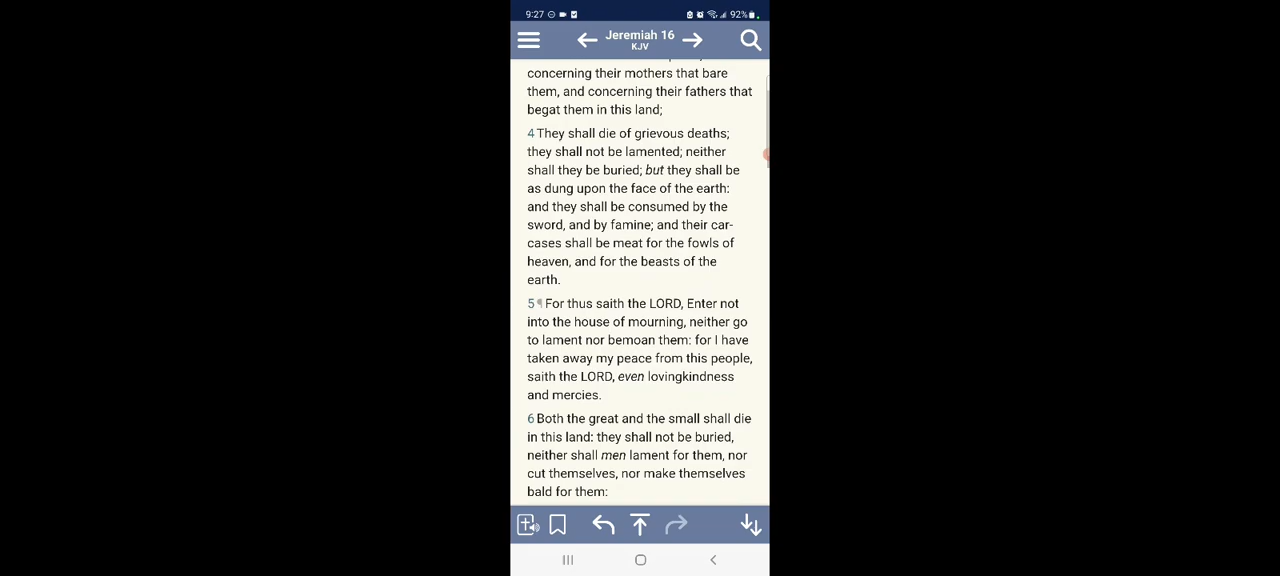 9:27 92%
Jeremiah 16
KJV
concerning their mothers that bare
them, and concerning their fathers that
begat them in this land;
4 They shall die of grievous deaths;
they shall not be lamented; neither
shall they be buried; but they shall be
as dung upon the face of the earth:
and they shall be consumed by the
sword, and by famine; and their car-
cases shall be meat for the fowls of
heaven, and for the beasts of the
earth.
5 ¶ For thus saith the LORD, Enter not
into the house of mourning, neither go
to lament nor bemoan them: for I have
taken away my peace from this people,
saith the LORD, even lovingkindness
and mercies.
6 Both the great and the small shall die
in this land: they shall not be buried,
neither shall men lament for them, nor
cut themselves, nor make themselves
bald for them: